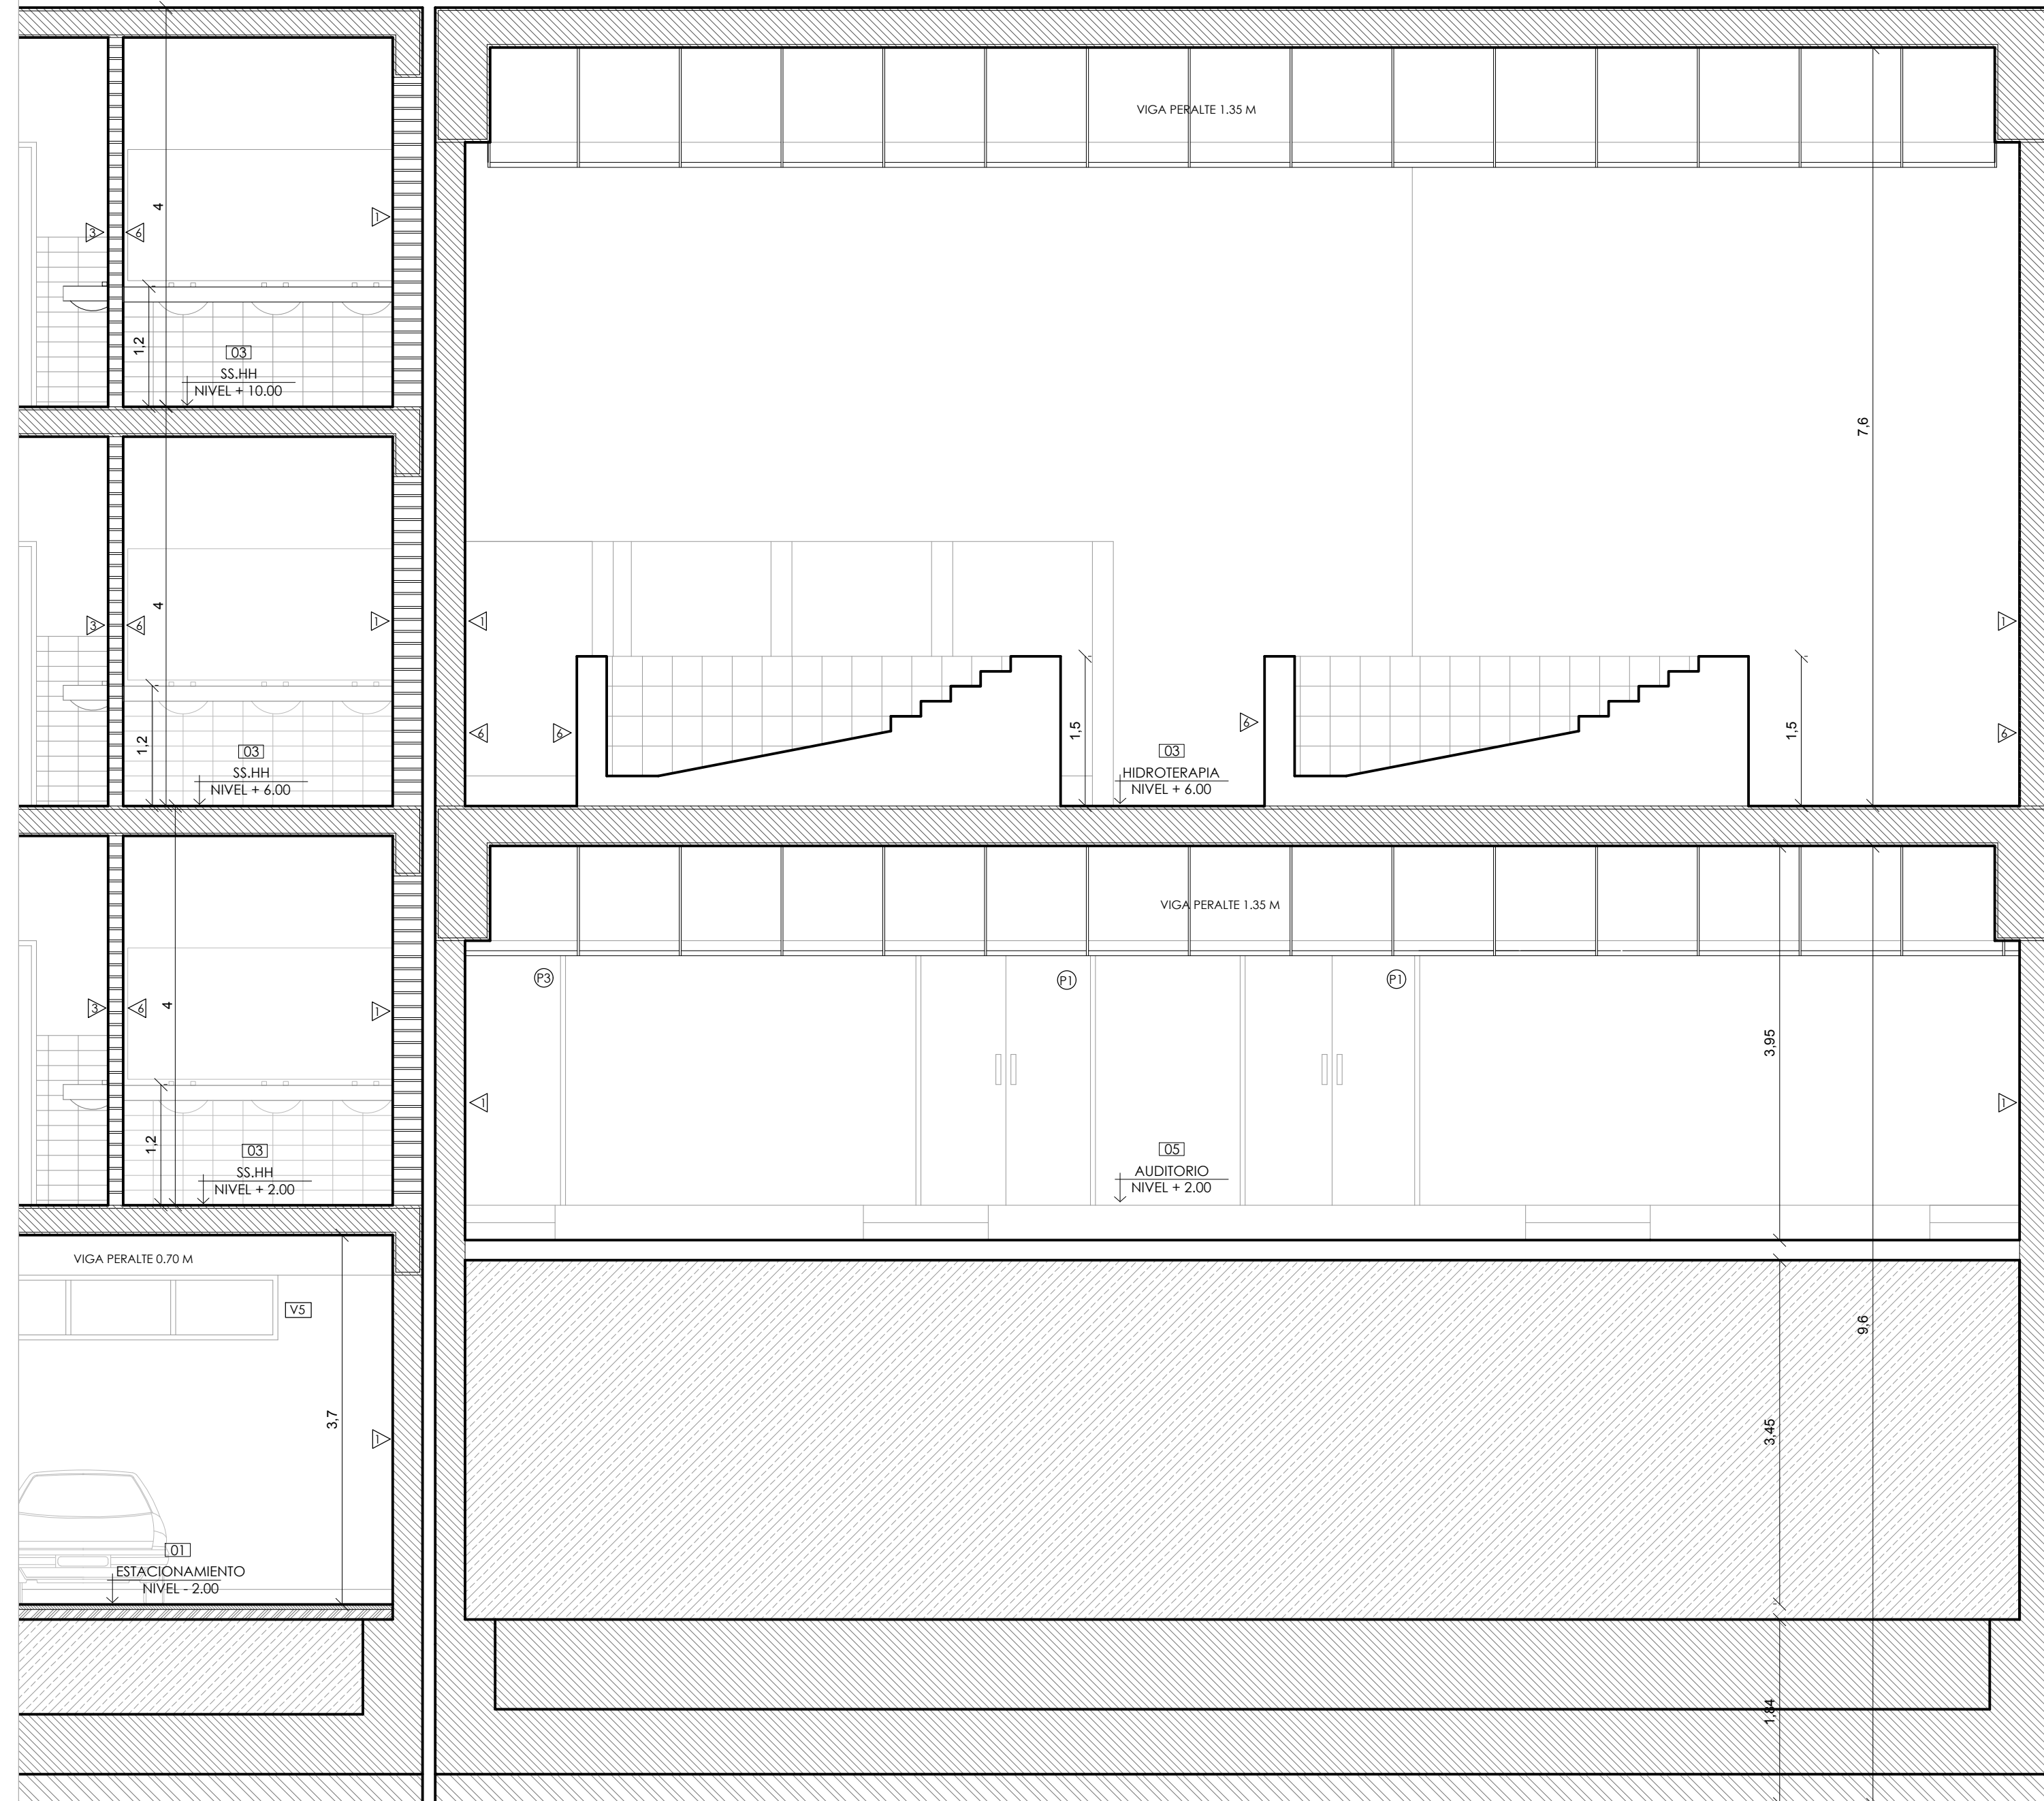 VIGA PERALTE 1.35 M
4
3
6
1
1,2
03
SS.HH
NIVEL + 10.00
7,6
4
3
6
1
1,2
03
SS.HH
NIVEL + 6.00
1
6
6
1,5
03
HIDROTERAPIA
NIVEL + 6.00
6
1,5
1
6
VIGA PERALTE 1.35 M
4
3
6
1
1,2
03
SS.HH
NIVEL + 2.00
P3
P1
P1
1
1
3,95
05
AUDITORIO
NIVEL + 2.00
VIGA PERALTE 0.70 M
V5
3,7
1
01
ESTACIONAMIENTO
NIVEL - 2.00
9,6
3,45
1,84